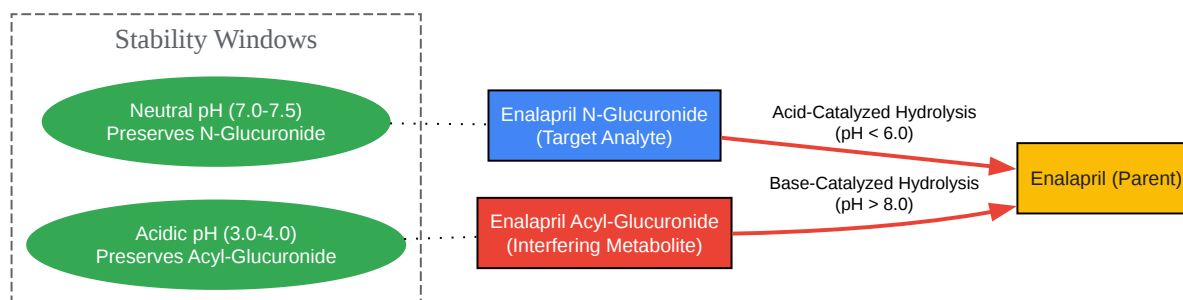 Stability Windows
Neutral pH (7.0-7.5)
Preserves N-Glucuronide
Enalapril N-Glucuronide
(Target Analyte)
Acid-Catalyzed Hydrolysis
(pH < 6.0)
Enalapril (Parent)
Base-Catalyzed Hydrolysis
(pH > 8.0)
Acidic pH (3.0-4.0)
Preserves Acyl-Glucuronide
Enalapril Acyl-Glucuronide
(Interfering Metabolite)